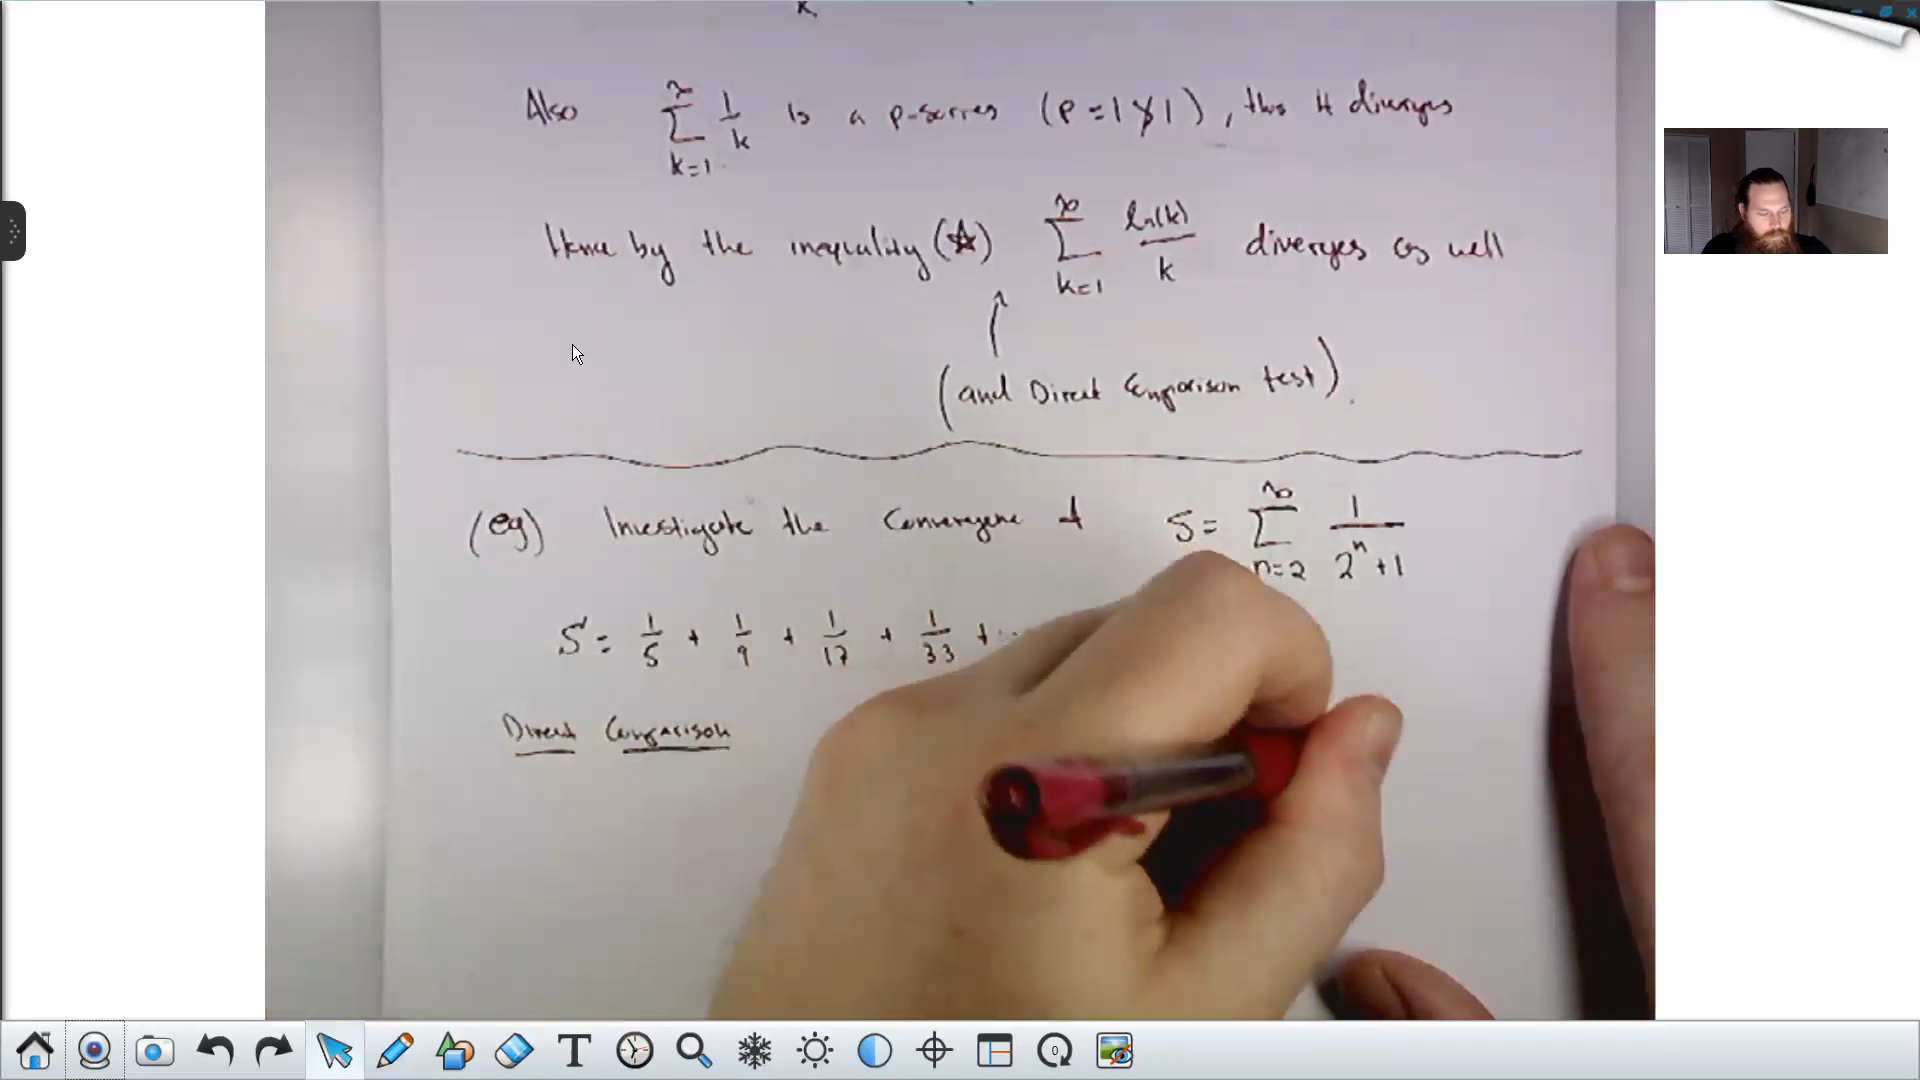 k
Also ∞ Σ k=1 1/k is a p-series (p = 1 ≯ 1), thus it diverges
Hence by the inequality (☆) ∞ Σ k=1 ln(k)/k diverges as well
(and Direct Comparison test).
(eg) Investigate the Convergence of S = ∞ Σ n=2 1/(2^n + 1)
S = 1/5 + 1/9 + 1/17 + 1/33 + ...
Direct Comparison
T
0